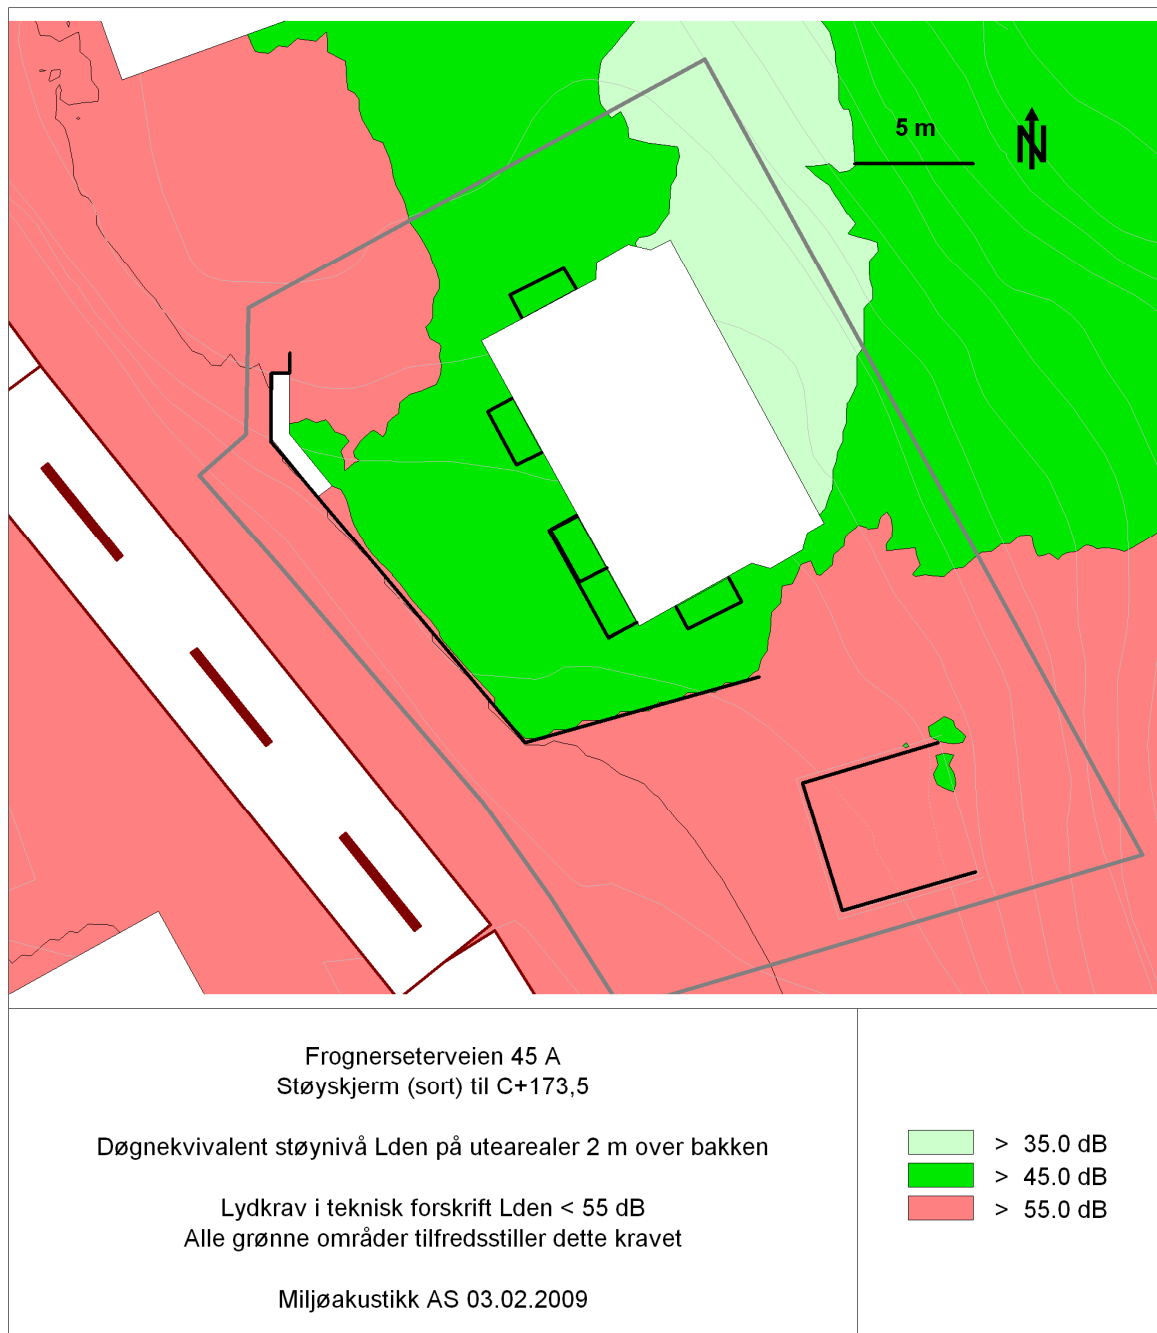 5 m
N
Frognerseterveien 45 A
Støyskjerm (sort) til C+173,5
Døgnekvivalent støynivå Lden på utearealer 2 m over bakken
Lydkrav i teknisk forskrift Lden < 55 dB
Alle grønne områder tilfredsstiller dette kravet
Miljøakustikk AS 03.02.2009
> 35.0 dB
> 45.0 dB
> 55.0 dB